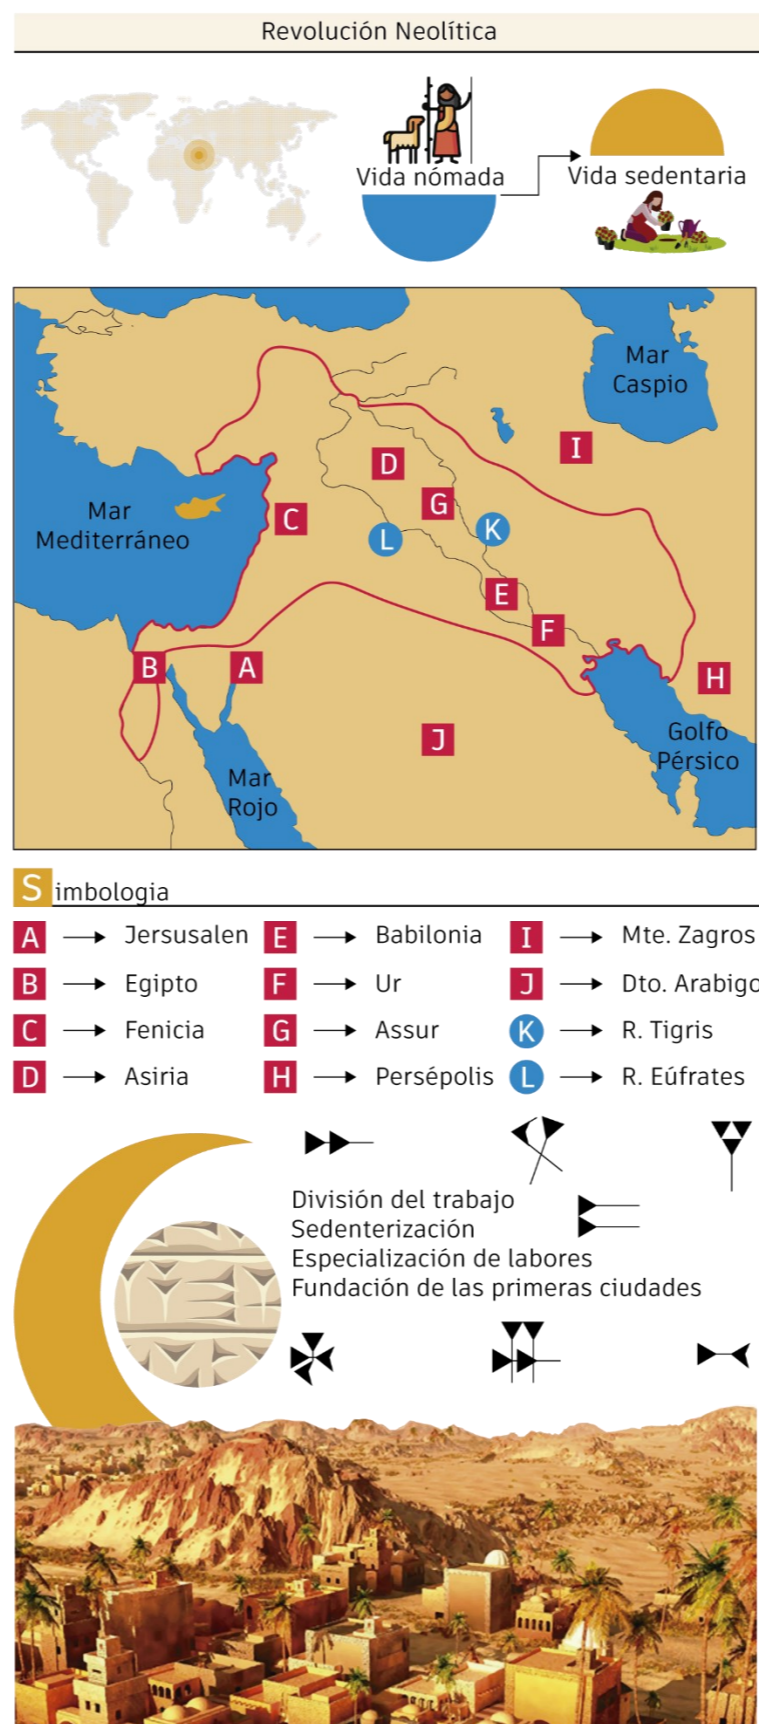 Revolución Neolítica
Vida nómada
Vida sedentaria
Mar
Caspio
I
D
G
Mar
Mediterráneo
C
L
K
E
F
B
A
H
J
Golfo
Pérsico
Mar
Rojo
Simbologia
A Jersusalen E Babilonia I Mte. Zagros
B Egipto F Ur J Dto. Arabigo
C Fenicia G Assur K R. Tigris
D Asiria H Persépolis L R. Eúfrates
División del trabajo
Sedenterización
Especialización de labores
Fundación de las primeras ciudades